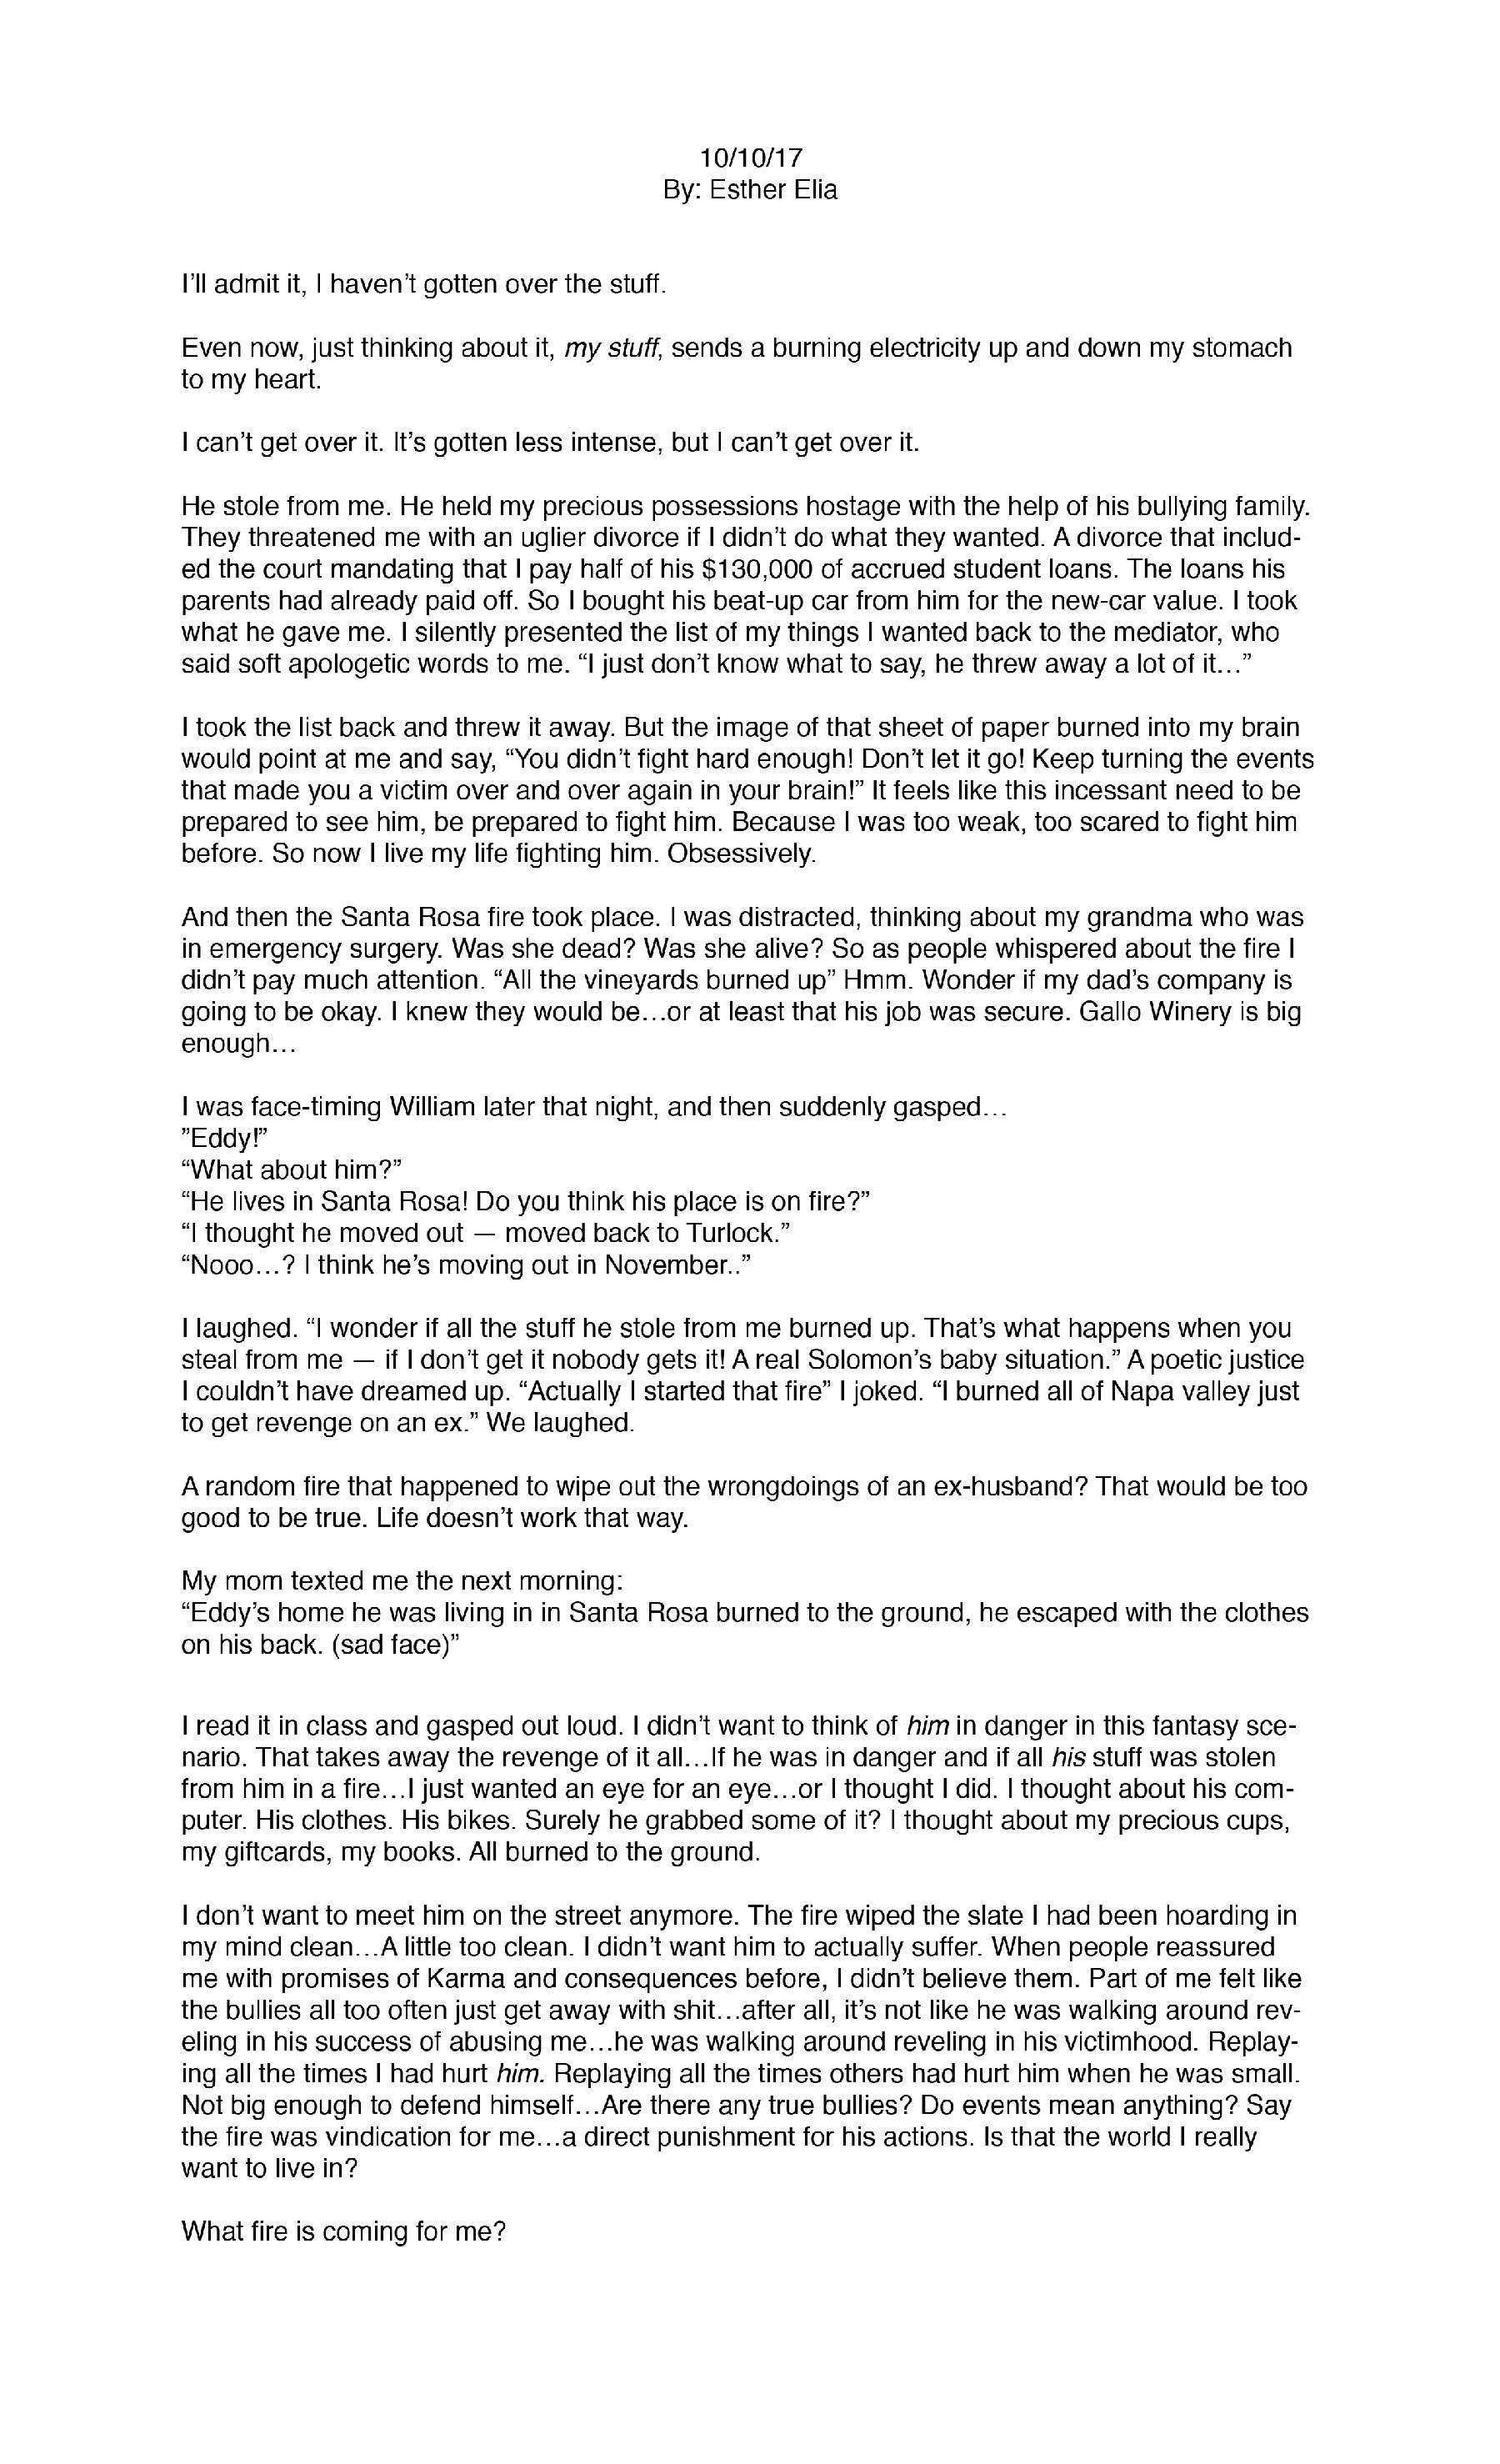 10/10/17
By: Esther Elia
I’ll admit it, I haven’t gotten over the stuff.
Even now, just thinking about it, my stuff, sends a burning electricity up and down my stomach
to my heart.
I can’t get over it. It’s gotten less intense, but I can’t get over it.
He stole from me. He held my precious possessions hostage with the help of his bullying family.
They threatened me with an uglier divorce if I didn’t do what they wanted. A divorce that includ-
ed the court mandating that I pay half of his $130,000 of accrued student loans. The loans his
parents had already paid off. So I bought his beat-up car from him for the new-car value. I took
what he gave me. I silently presented the list of my things I wanted back to the mediator, who
said soft apologetic words to me. “I just don’t know what to say, he threw away a lot of it…”
I took the list back and threw it away. But the image of that sheet of paper burned into my brain
would point at me and say, “You didn’t fight hard enough! Don’t let it go! Keep turning the events
that made you a victim over and over again in your brain!” It feels like this incessant need to be
prepared to see him, be prepared to fight him. Because I was too weak, too scared to fight him
before. So now I live my life fighting him. Obsessively.
And then the Santa Rosa fire took place. I was distracted, thinking about my grandma who was
in emergency surgery. Was she dead? Was she alive? So as people whispered about the fire I
didn’t pay much attention. “All the vineyards burned up” Hmm. Wonder if my dad’s company is
going to be okay. I knew they would be…or at least that his job was secure. Gallo Winery is big
enough…
I was face-timing William later that night, and then suddenly gasped…
”Eddy!”
“What about him?”
“He lives in Santa Rosa! Do you think his place is on fire?”
“I thought he moved out — moved back to Turlock.”
“Nooo…? I think he’s moving out in November..”
I laughed. “I wonder if all the stuff he stole from me burned up. That’s what happens when you
steal from me — if I don’t get it nobody gets it! A real Solomon’s baby situation.” A poetic justice
I couldn’t have dreamed up. “Actually I started that fire” I joked. “I burned all of Napa valley just
to get revenge on an ex.” We laughed.
A random fire that happened to wipe out the wrongdoings of an ex-husband? That would be too
good to be true. Life doesn’t work that way.
My mom texted me the next morning:
“Eddy’s home he was living in in Santa Rosa burned to the ground, he escaped with the clothes
on his back. (sad face)”
I read it in class and gasped out loud. I didn’t want to think of him in danger in this fantasy sce-
nario. That takes away the revenge of it all…If he was in danger and if all his stuff was stolen
from him in a fire…I just wanted an eye for an eye…or I thought I did. I thought about his com-
puter. His clothes. His bikes. Surely he grabbed some of it? I thought about my precious cups,
my giftcards, my books. All burned to the ground.
I don’t want to meet him on the street anymore. The fire wiped the slate I had been hoarding in
my mind clean…A little too clean. I didn’t want him to actually suffer. When people reassured
me with promises of Karma and consequences before, I didn’t believe them. Part of me felt like
the bullies all too often just get away with shit…after all, it’s not like he was walking around rev-
eling in his success of abusing me…he was walking around reveling in his victimhood. Replay-
ing all the times I had hurt him. Replaying all the times others had hurt him when he was small.
Not big enough to defend himself…Are there any true bullies? Do events mean anything? Say
the fire was vindication for me…a direct punishment for his actions. Is that the world I really
want to live in?
What fire is coming for me?